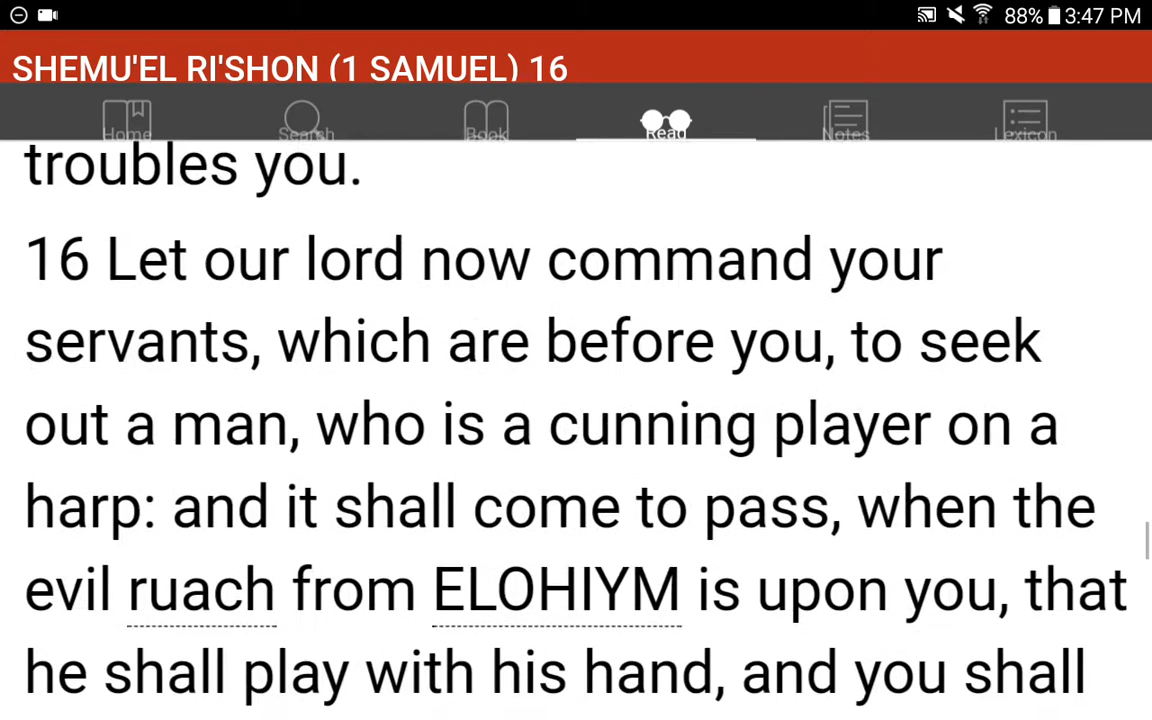 88% 3:47 PM
SHEMU'EL RI'SHON (1 SAMUEL) 16
Home Search Book Read Notes Lexicon
troubles you.
16 Let our lord now command your
servants, which are before you, to seek
out a man, who is a cunning player on a
harp: and it shall come to pass, when the
evil ruach from ELOHIYM is upon you, that
he shall play with his hand, and you shall